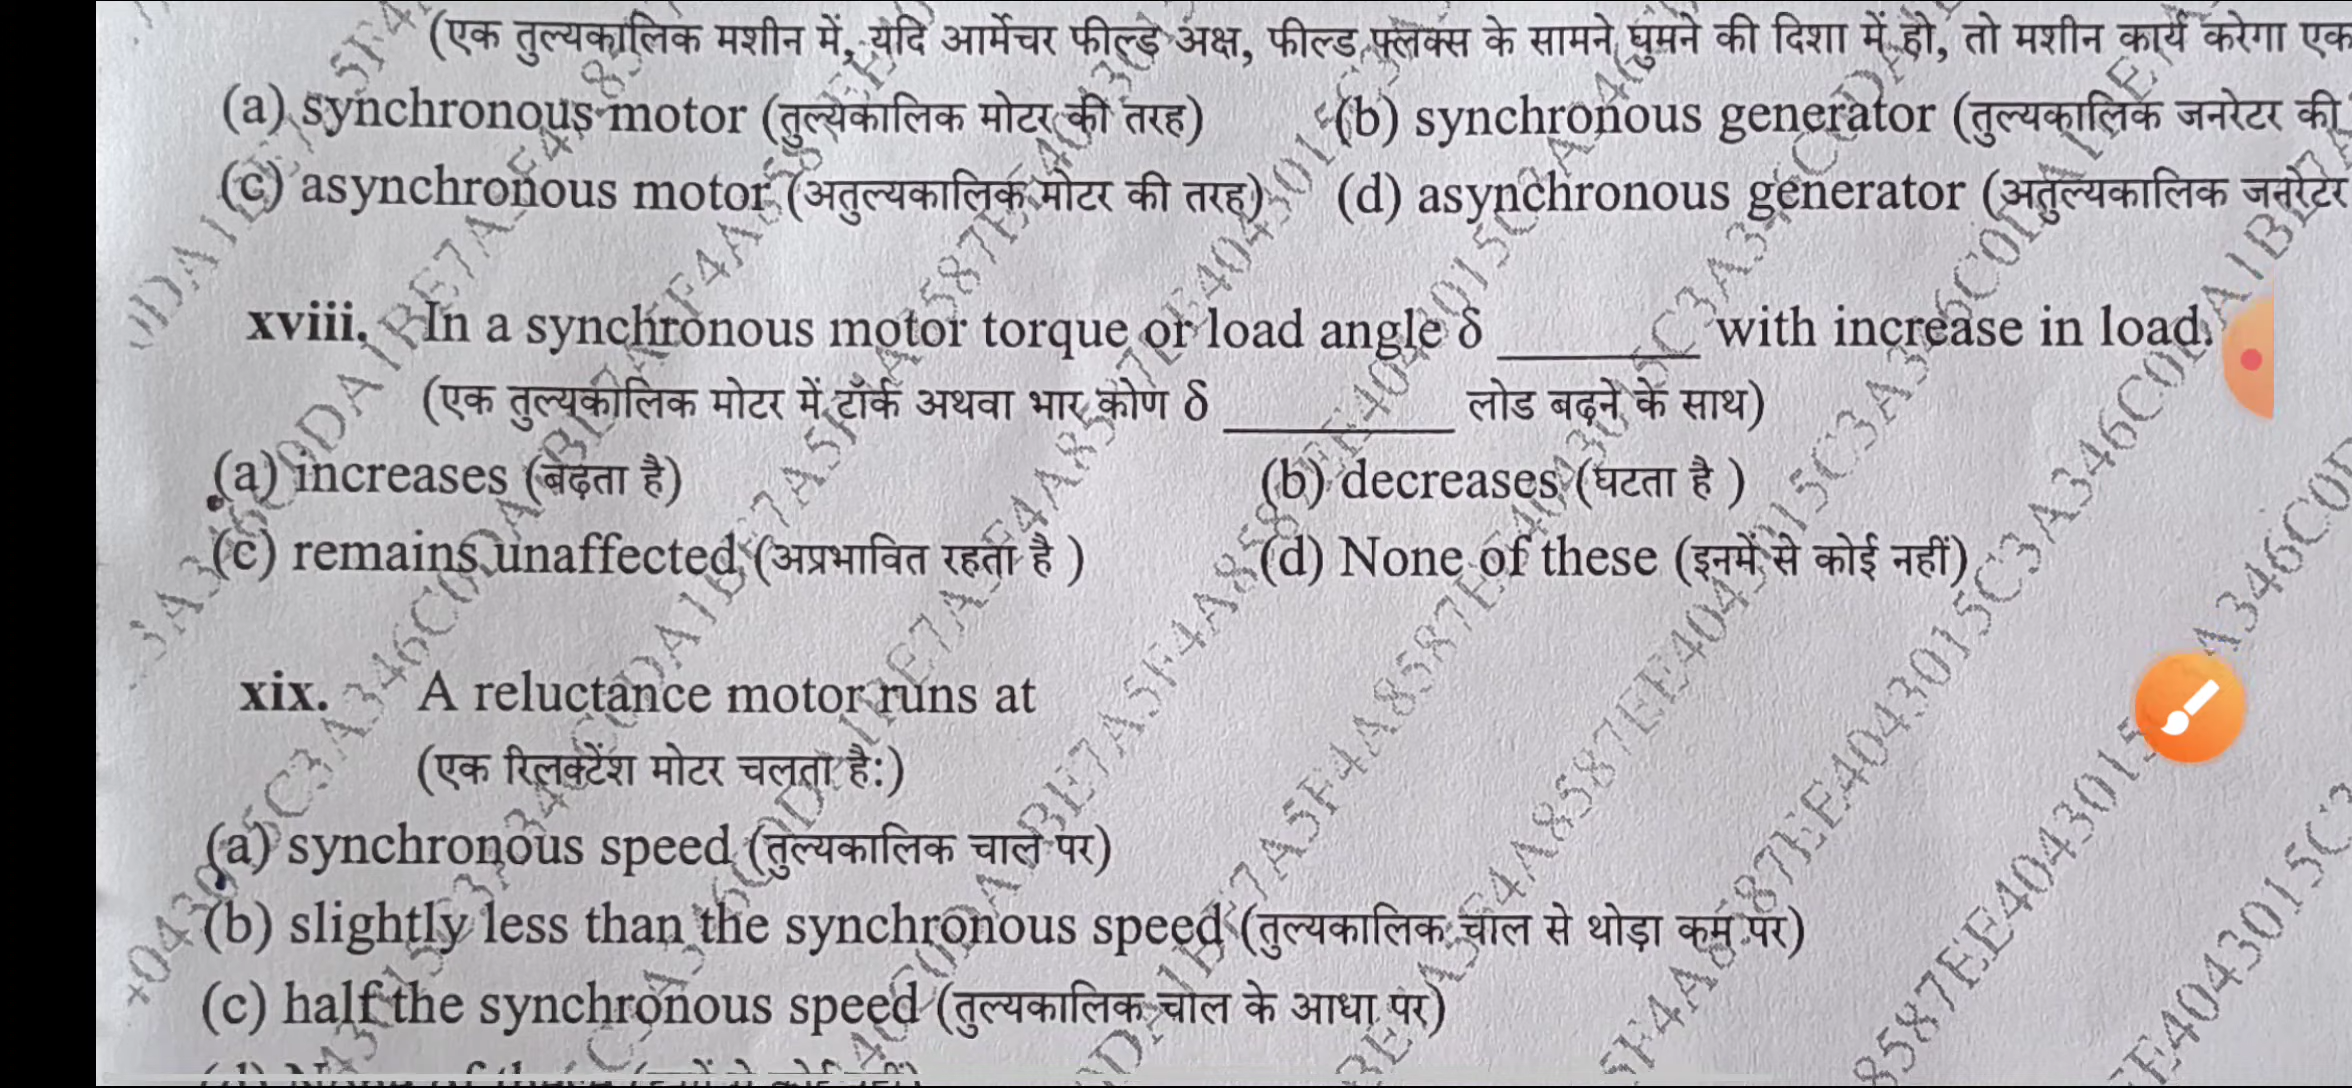 (एक तुल्यकालिक मशीन में, यदि आर्मेचर फील्ड अक्ष, फील्ड फ्लक्स के सामने घुमने की दिशा में हो, तो मशीन कार्य करेगा एक
(a) synchronous motor (तुल्यकालिक मोटर की तरह) (b) synchronous generator (तुल्यकालिक जनरेटर की
(c) asynchronous motor (अतुल्यकालिक मोटर की तरह) (d) asynchronous generator (अतुल्यकालिक जनरेटर
xviii. In a synchronous motor torque or load angle δ ________ with increase in load.
(एक तुल्यकालिक मोटर में टॉर्क अथवा भार कोण δ ________ लोड बढ़ने के साथ)
(a) increases (बढ़ता है) (b) decreases (घटता है )
(c) remains unaffected (अप्रभावित रहता है ) (d) None of these (इनमें से कोई नहीं)
xix. A reluctance motor runs at
(एक रिलक्टेंश मोटर चलता है:)
(a) synchronous speed (तुल्यकालिक चाल पर)
(b) slightly less than the synchronous speed (तुल्यकालिक चाल से थोड़ा कम पर)
(c) half the synchronous speed (तुल्यकालिक चाल के आधा पर)